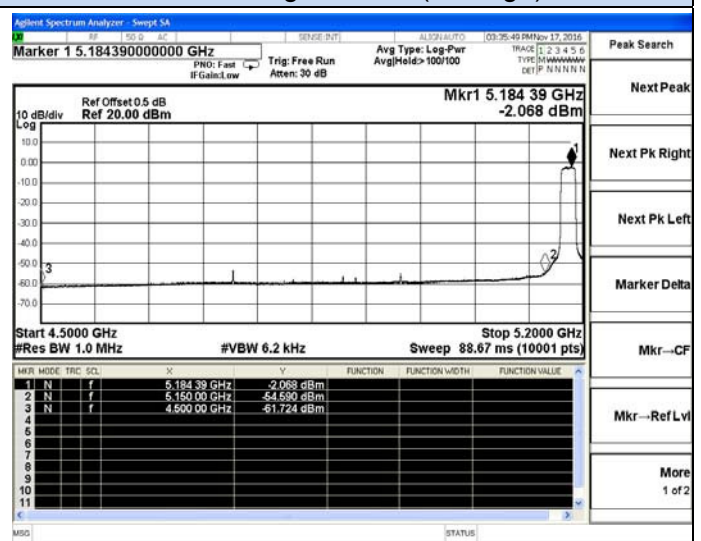 Agilent Spectrum Analyzer - Swept SA
RF 50 Ω AC SENSE:INT ALIGN AUTO 03:35:49 PM Nov 17, 2016
Marker 1 5.184390000000 GHz
PNO: Fast
IFGain:Low
Trig: Free Run
Atten: 30 dB
Avg Type: Log-Pwr
Avg|Hold:>100/100
TRACE 1 2 3 4 5 6
TYPE MWWWWW
DET P N N N N N
Peak Search
Next Peak
Next Pk Right
Next Pk Left
Marker Delta
Mkr→CF
Mkr→Ref Lvl
More
1 of 2
Ref Offset 0.5 dB
10 dB/div Ref 20.00 dBm
Log
Mkr1 5.184 39 GHz
-2.068 dBm
10.0
0.00
-10.0
-20.0
-30.0
-40.0
-50.0
-60.0
-70.0
1
2
3
Start 4.5000 GHz Stop 5.2000 GHz
#Res BW 1.0 MHz #VBW 6.2 kHz Sweep 88.67 ms (10001 pts)
MKR MODE TRC SCL X Y FUNCTION FUNCTION WIDTH FUNCTION VALUE
1 N f 5.184 39 GHz -2.068 dBm
2 N f 5.150 00 GHz -54.590 dBm
3 N f 4.500 00 GHz -61.724 dBm
4
5
6
7
8
9
10
11
MSG STATUS